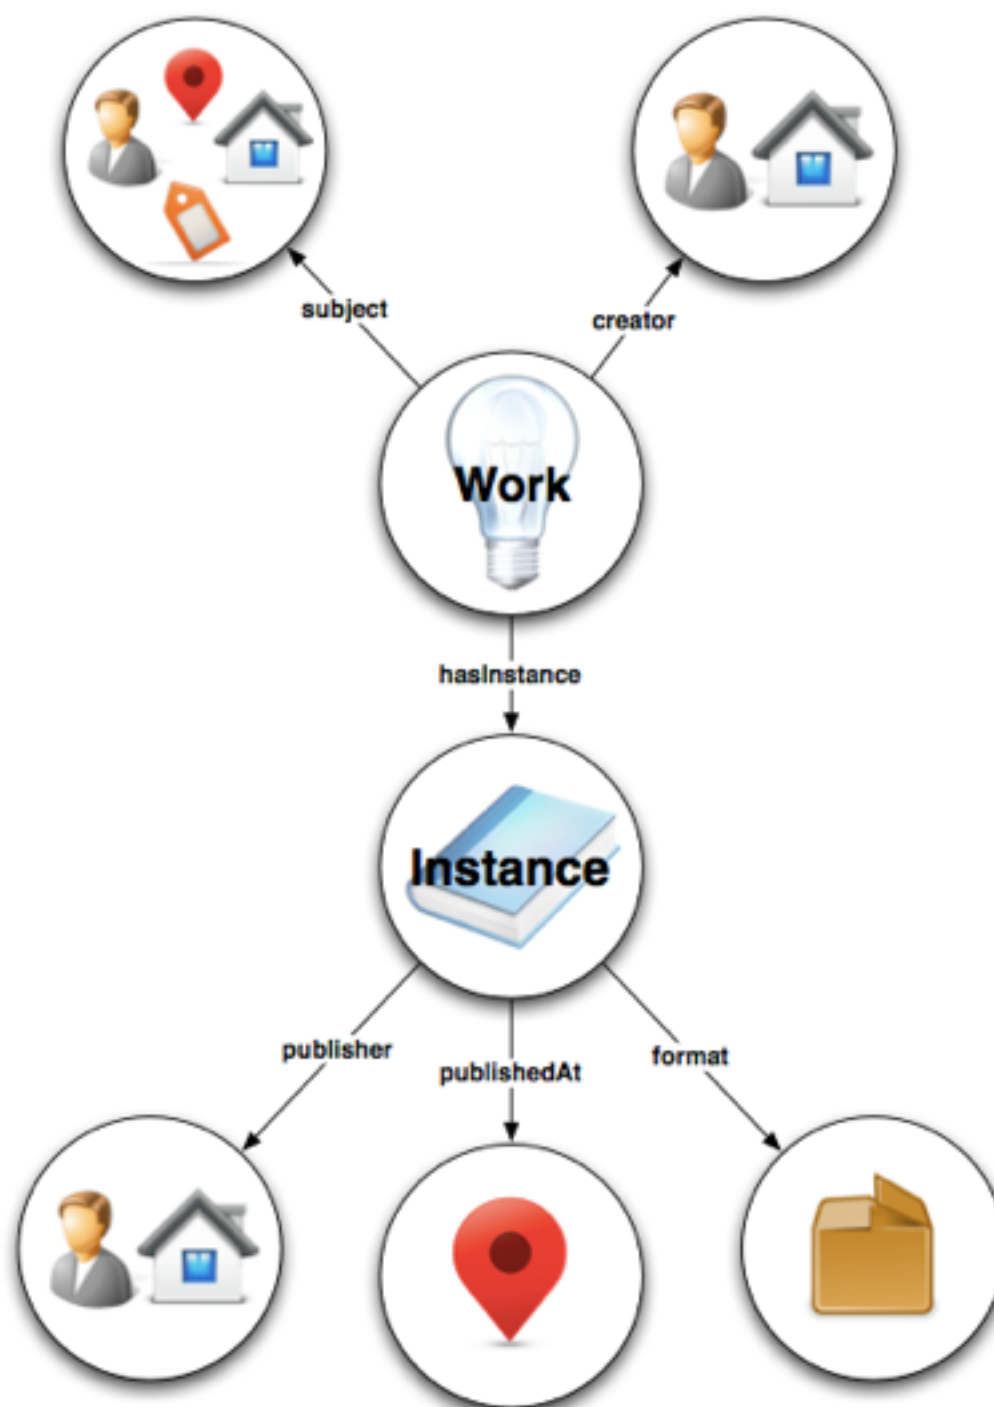 subject
creator
Work
hasInstance
Instance
publisher
publishedAt
format